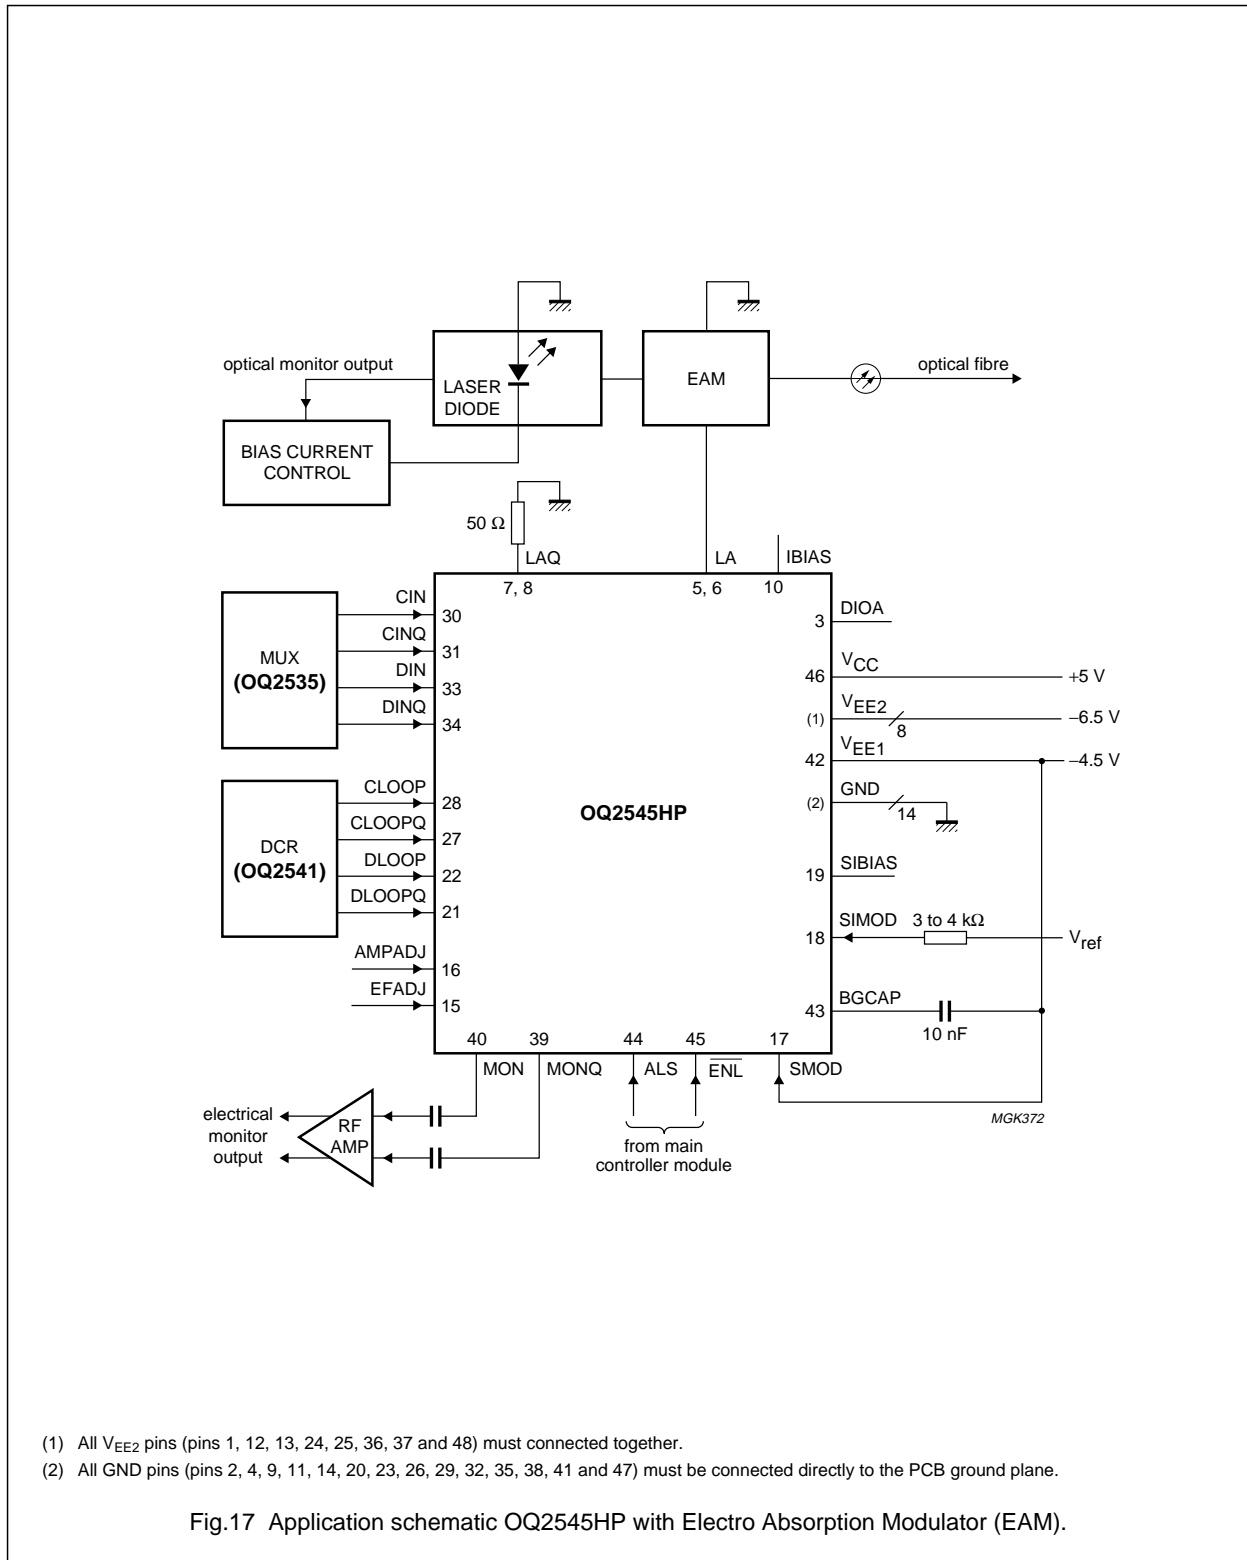 optical monitor output
LASER
DIODE
EAM
optical fibre
BIAS CURRENT
CONTROL
50 Ω
LAQ
LA
IBIAS
7, 8
5, 6
10
MUX
(OQ2535)
CIN
30
CINQ
31
DIN
33
DINQ
34
DCR
(OQ2541)
CLOOP
28
CLOOPQ
27
DLOOP
22
DLOOPQ
21
AMPADJ
16
EFADJ
15
OQ2545HP
3
DIOA
46
VCC
+5 V
(1)
VEE2
8
−6.5 V
42
VEE1
−4.5 V
(2)
GND
14
19
SIBIAS
18
SIMOD
3 to 4 kΩ
Vref
43
BGCAP
10 nF
40
39
44
45
17
MON
MONQ
ALS
ENL
SMOD
electrical
monitor
output
RF
AMP
from main
controller module
MGK372
(1) All VEE2 pins (pins 1, 12, 13, 24, 25, 36, 37 and 48) must connected together.
(2) All GND pins (pins 2, 4, 9, 11, 14, 20, 23, 26, 29, 32, 35, 38, 41 and 47) must be connected directly to the PCB ground plane.
Fig.17 Application schematic OQ2545HP with Electro Absorption Modulator (EAM).